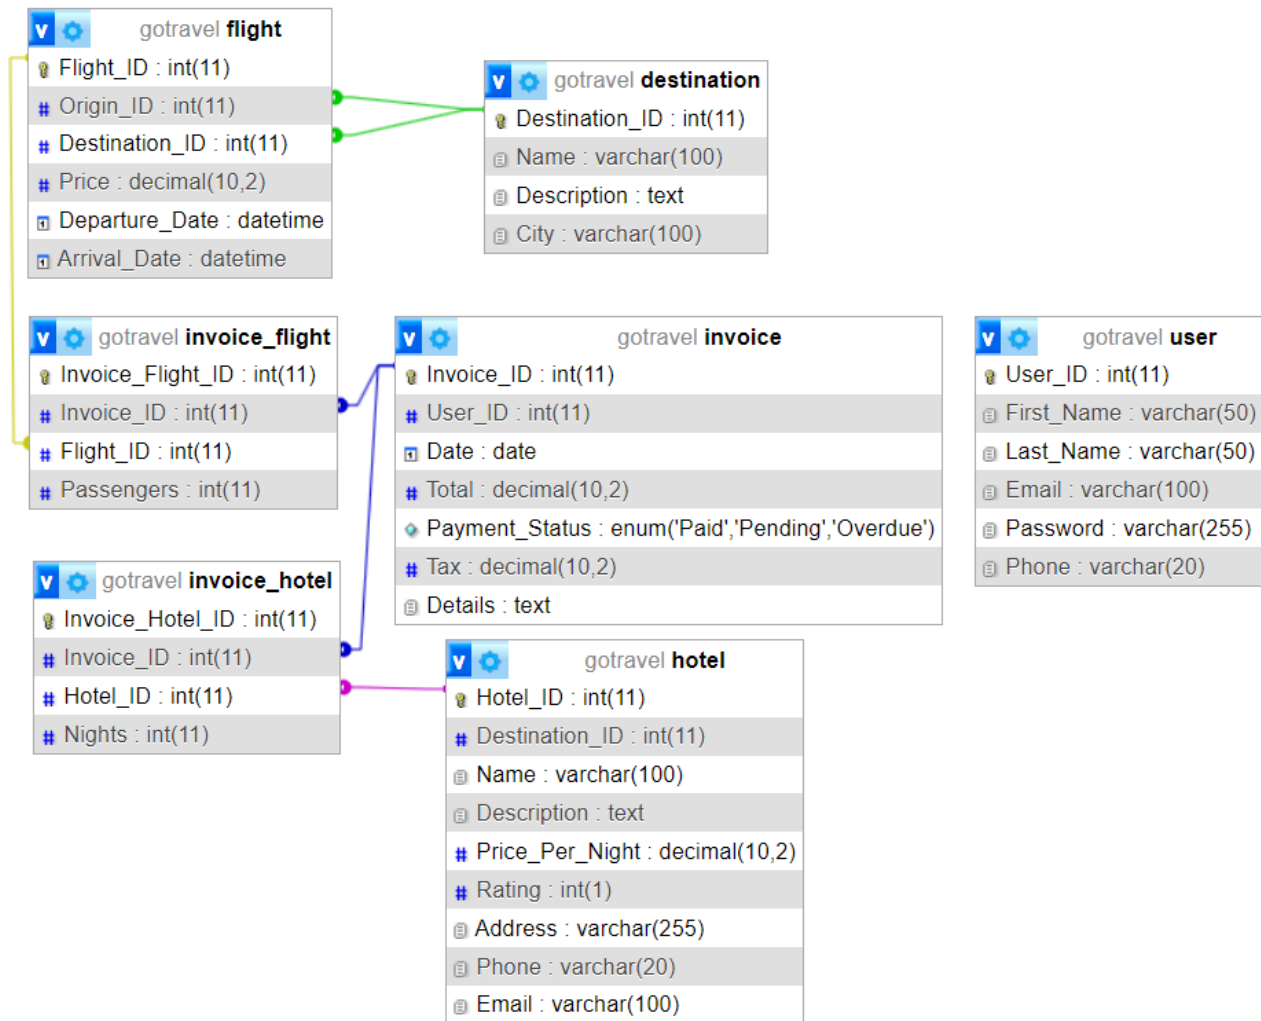 v gotravel flight
Flight_ID : int(11)
# Origin_ID : int(11)
# Destination_ID : int(11)
# Price : decimal(10,2)
Departure_Date : datetime
Arrival_Date : datetime
v gotravel destination
Destination_ID : int(11)
Name : varchar(100)
Description : text
City : varchar(100)
v gotravel invoice_flight
Invoice_Flight_ID : int(11)
# Invoice_ID : int(11)
# Flight_ID : int(11)
# Passengers : int(11)
v gotravel invoice
Invoice_ID : int(11)
# User_ID : int(11)
Date : date
# Total : decimal(10,2)
Payment_Status : enum('Paid','Pending','Overdue')
# Tax : decimal(10,2)
Details : text
v gotravel user
User_ID : int(11)
First_Name : varchar(50)
Last_Name : varchar(50)
Email : varchar(100)
Password : varchar(255)
Phone : varchar(20)
v gotravel invoice_hotel
Invoice_Hotel_ID : int(11)
# Invoice_ID : int(11)
# Hotel_ID : int(11)
# Nights : int(11)
v gotravel hotel
Hotel_ID : int(11)
# Destination_ID : int(11)
Name : varchar(100)
Description : text
# Price_Per_Night : decimal(10,2)
# Rating : int(1)
Address : varchar(255)
Phone : varchar(20)
Email : varchar(100)